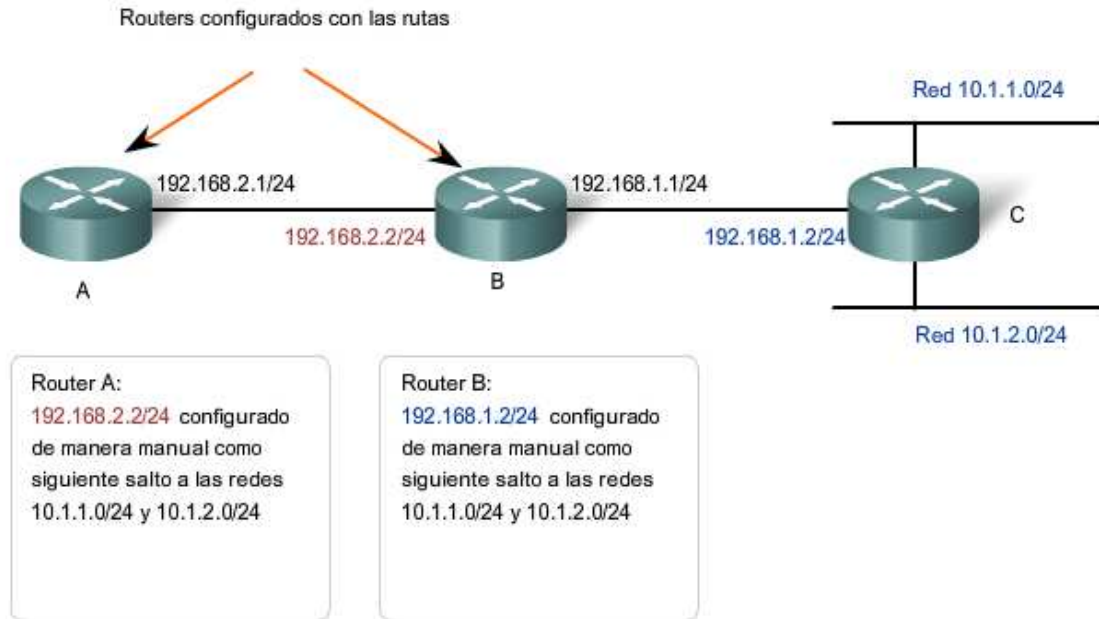 Routers configurados con las rutas
Red 10.1.1.0/24
192.168.2.1/24
192.168.1.1/24
192.168.2.2/24
192.168.1.2/24
A
B
C
Red 10.1.2.0/24
Router A:
192.168.2.2/24 configurado
de manera manual como
siguiente salto a las redes
10.1.1.0/24 y 10.1.2.0/24
Router B:
192.168.1.2/24 configurado
de manera manual como
siguiente salto a las redes
10.1.1.0/24 y 10.1.2.0/24